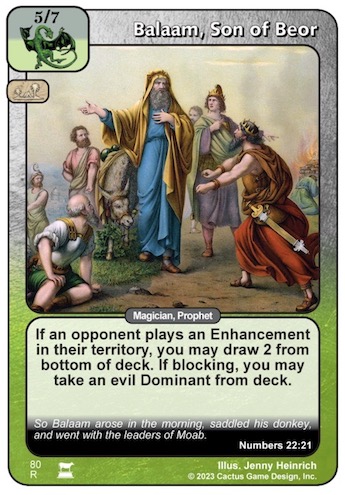 5/7
Balaam, Son of Beor
Magician, Prophet
If an opponent plays an Enhancement
in their territory, you may draw 2 from
bottom of deck. If blocking, you may
take an evil Dominant from deck.
So Balaam arose in the morning, saddled his donkey,
and went with the leaders of Moab.
Numbers 22:21
80
R
Illus. Jenny Heinrich
© 2023 Cactus Game Design, Inc.